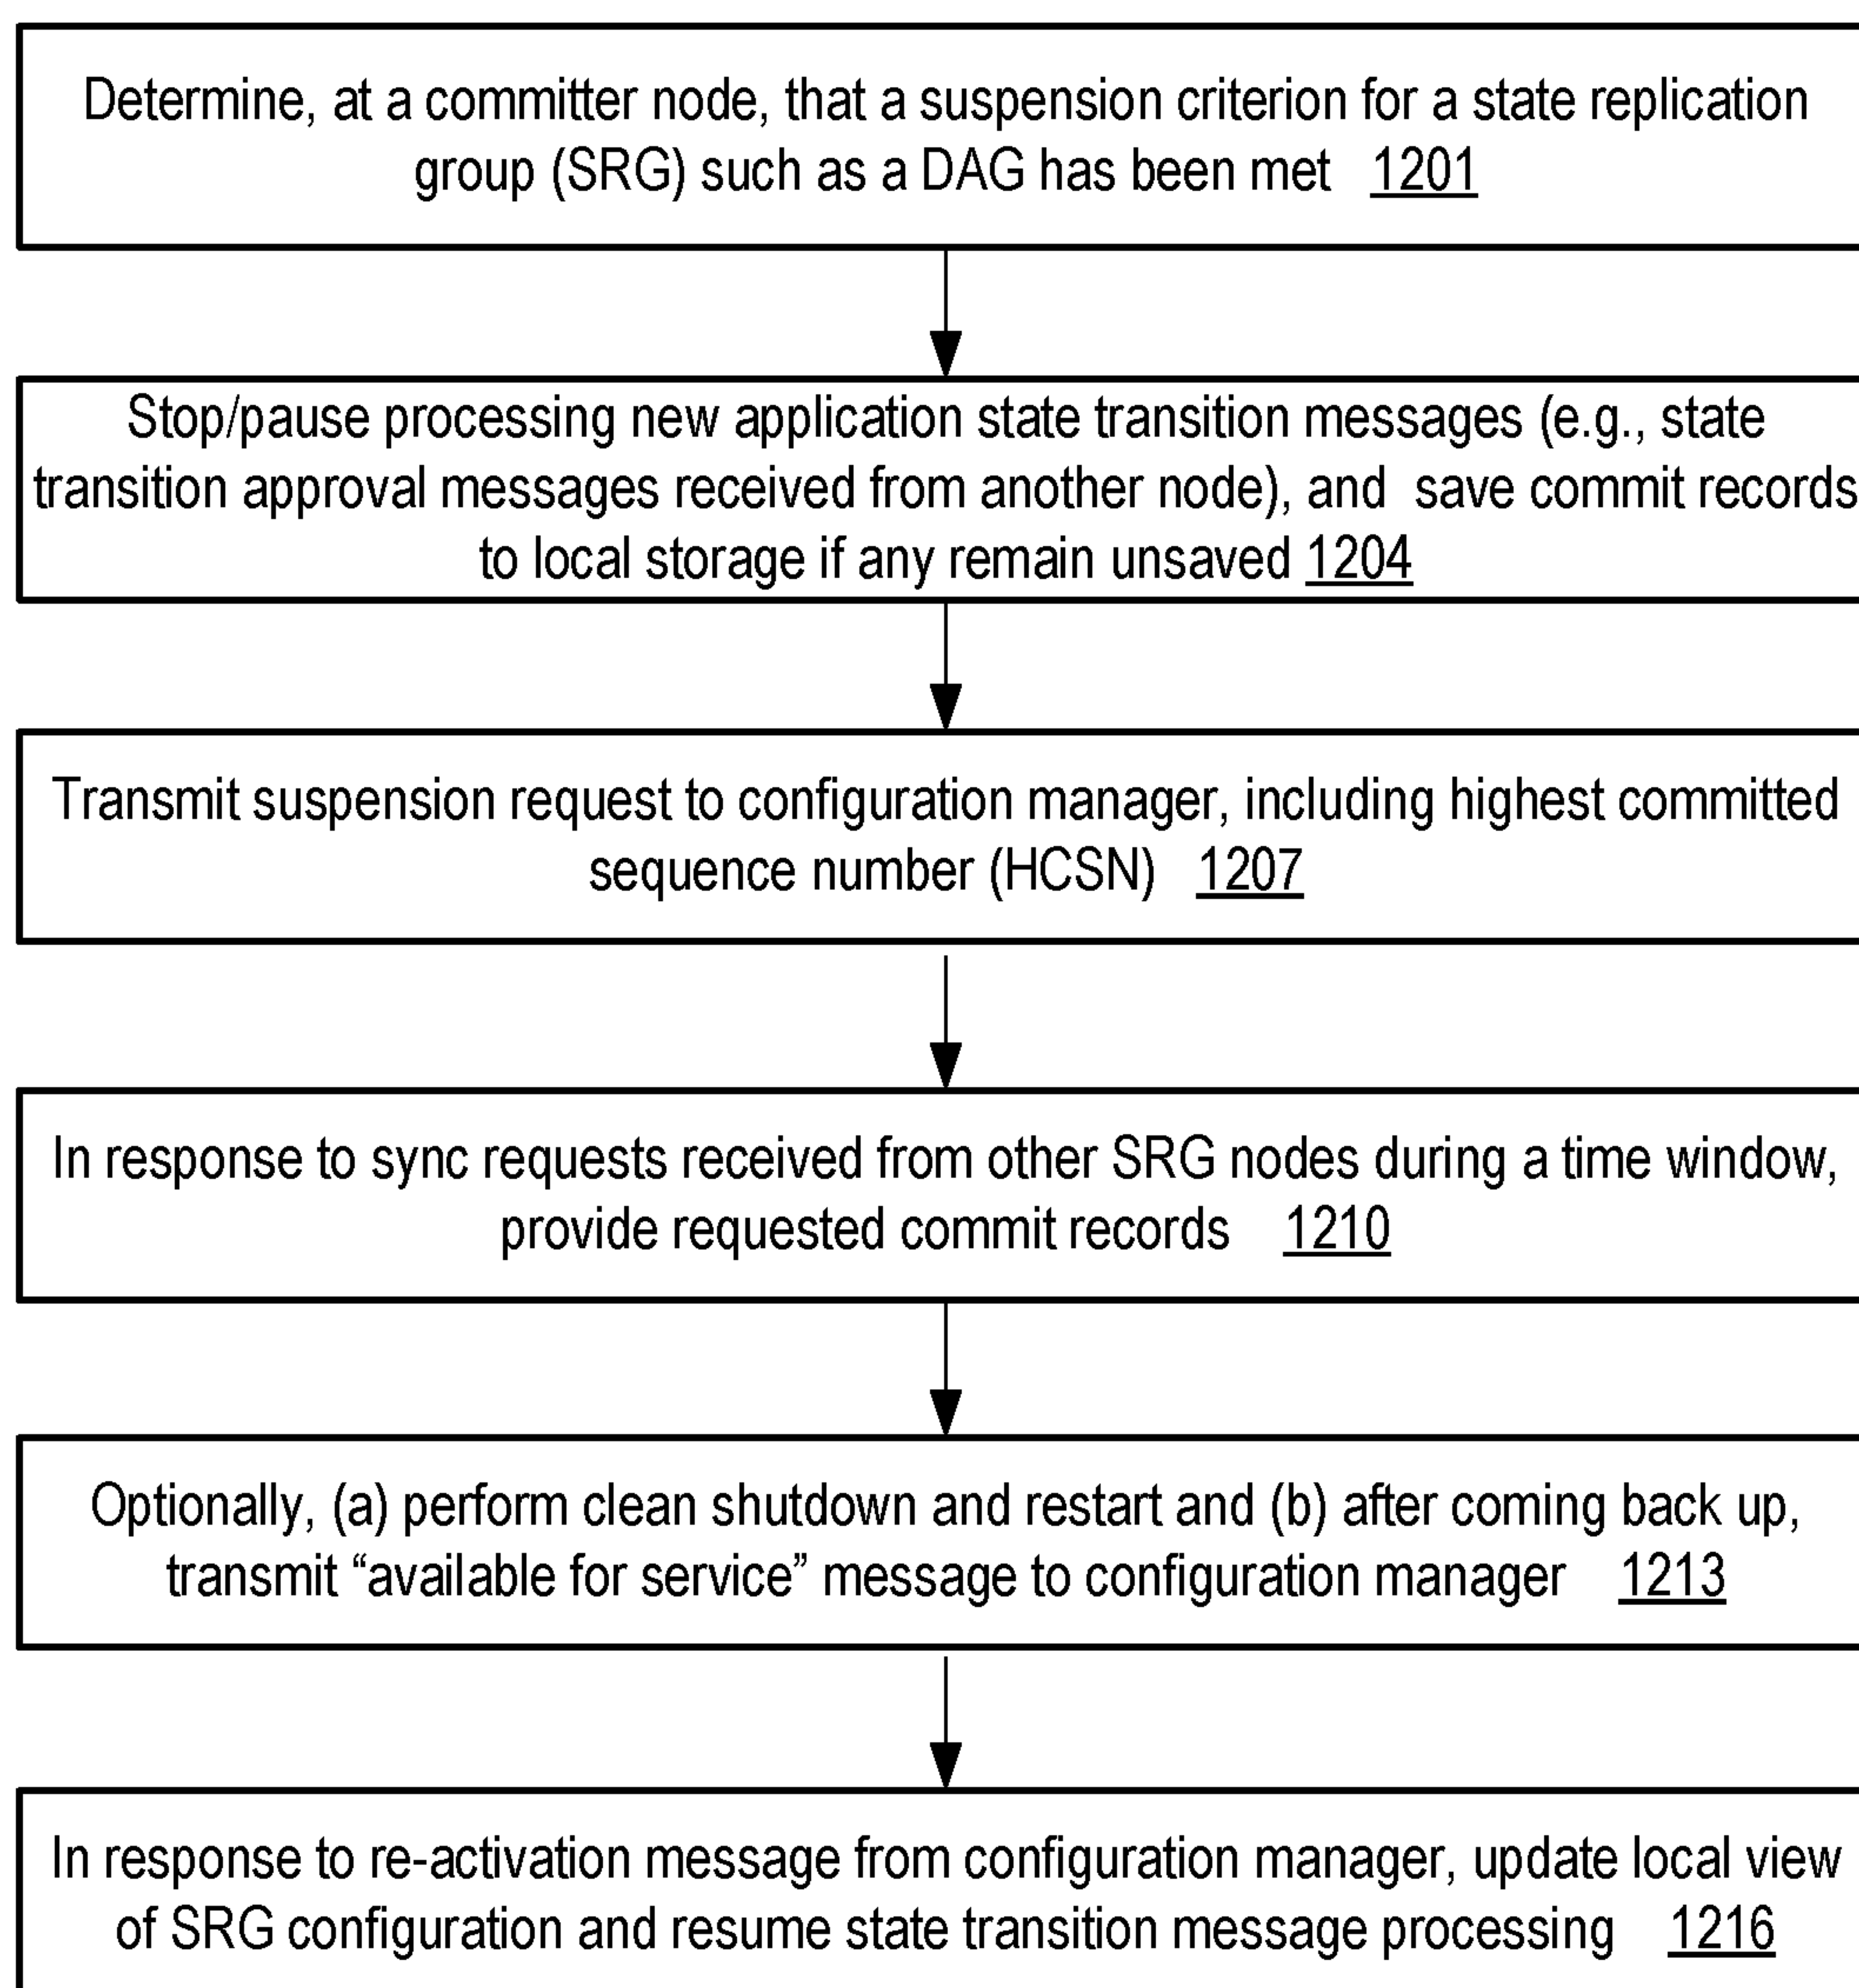 Determine, at a committer node, that a suspension criterion for a state replication
group (SRG) such as a DAG has been met 1201
Stop/pause processing new application state transition messages (e.g., state
transition approval messages received from another node), and save commit records
to local storage if any remain unsaved 1204
Transmit suspension request to configuration manager, including highest committed
sequence number (HCSN) 1207
In response to sync requests received from other SRG nodes during a time window,
provide requested commit records 1210
Optionally, (a) perform clean shutdown and restart and (b) after coming back up,
transmit “available for service” message to configuration manager 1213
In response to re-activation message from configuration manager, update local view
of SRG configuration and resume state transition message processing 1216